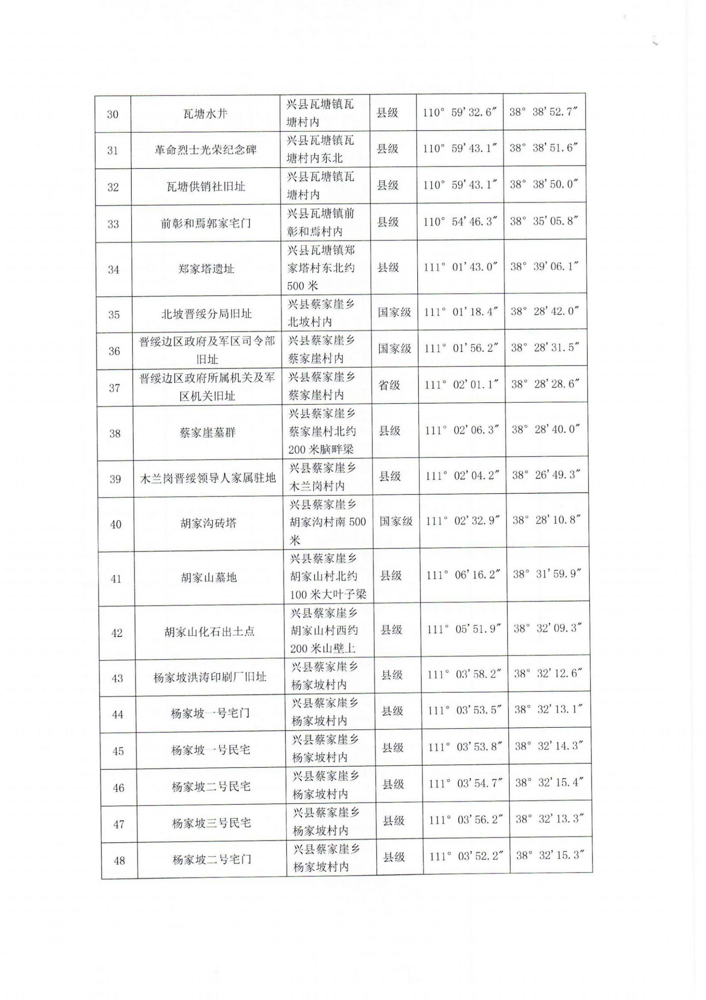 30 瓦塘水井 兴县瓦塘镇瓦塘村内 县级 110° 59'32.6″ 38° 38'52.7″
31 革命烈士光荣纪念碑 兴县瓦塘镇瓦塘村内东北 县级 110° 59'43.1″ 38° 38'51.6″
32 瓦塘供销社旧址 兴县瓦塘镇瓦塘村内 县级 110° 59'43.1″ 38° 38'50.0″
33 前彰和焉郭家宅门 兴县瓦塘镇前彰和焉村内 县级 110° 54'46.3″ 38° 35'05.8″
34 郑家塔遗址 兴县瓦塘镇郑家塔村东北约500米 县级 111° 01'43.0″ 38° 39'06.1″
35 北坡晋绥分局旧址 兴县蔡家崖乡北坡村内 国家级 111° 01'18.4″ 38° 28'42.0″
36 晋绥边区政府及军区司令部旧址 兴县蔡家崖乡蔡家崖村内 国家级 111° 01'56.2″ 38° 28'31.5″
37 晋绥边区政府所属机关及军区机关旧址 兴县蔡家崖乡蔡家崖村内 省级 111° 02'01.1″ 38° 28'28.6″
38 蔡家崖墓群 兴县蔡家崖乡蔡家崖村北约200米脑畔梁 县级 111° 02'06.3″ 38° 28'40.0″
39 木兰岗晋绥领导人家属驻地 兴县蔡家崖乡木兰岗村内 县级 111° 02'04.2″ 38° 26'49.3″
40 胡家沟砖塔 兴县蔡家崖乡胡家沟村南500米 国家级 111° 02'32.9″ 38° 28'10.8″
41 胡家山墓地 兴县蔡家崖乡胡家山村北约100米大叶子梁 县级 111° 06'16.2″ 38° 31'59.9″
42 胡家山化石出土点 兴县蔡家崖乡胡家山村西约200米山壁上 县级 111° 05'51.9″ 38° 32'09.3″
43 杨家坡洪涛印刷厂旧址 兴县蔡家崖乡杨家坡村内 县级 111° 03'58.2″ 38° 32'12.6″
44 杨家坡一号宅门 兴县蔡家崖乡杨家坡村内 县级 111° 03'53.5″ 38° 32'13.1″
45 杨家坡一号民宅 兴县蔡家崖乡杨家坡村内 县级 111° 03'53.8″ 38° 32'14.3″
46 杨家坡二号民宅 兴县蔡家崖乡杨家坡村内 县级 111° 03'54.7″ 38° 32'15.4″
47 杨家坡三号民宅 兴县蔡家崖乡杨家坡村内 县级 111° 03'56.2″ 38° 32'13.3″
48 杨家坡二号宅门 兴县蔡家崖乡杨家坡村内 县级 111° 03'52.2″ 38° 32'15.3″